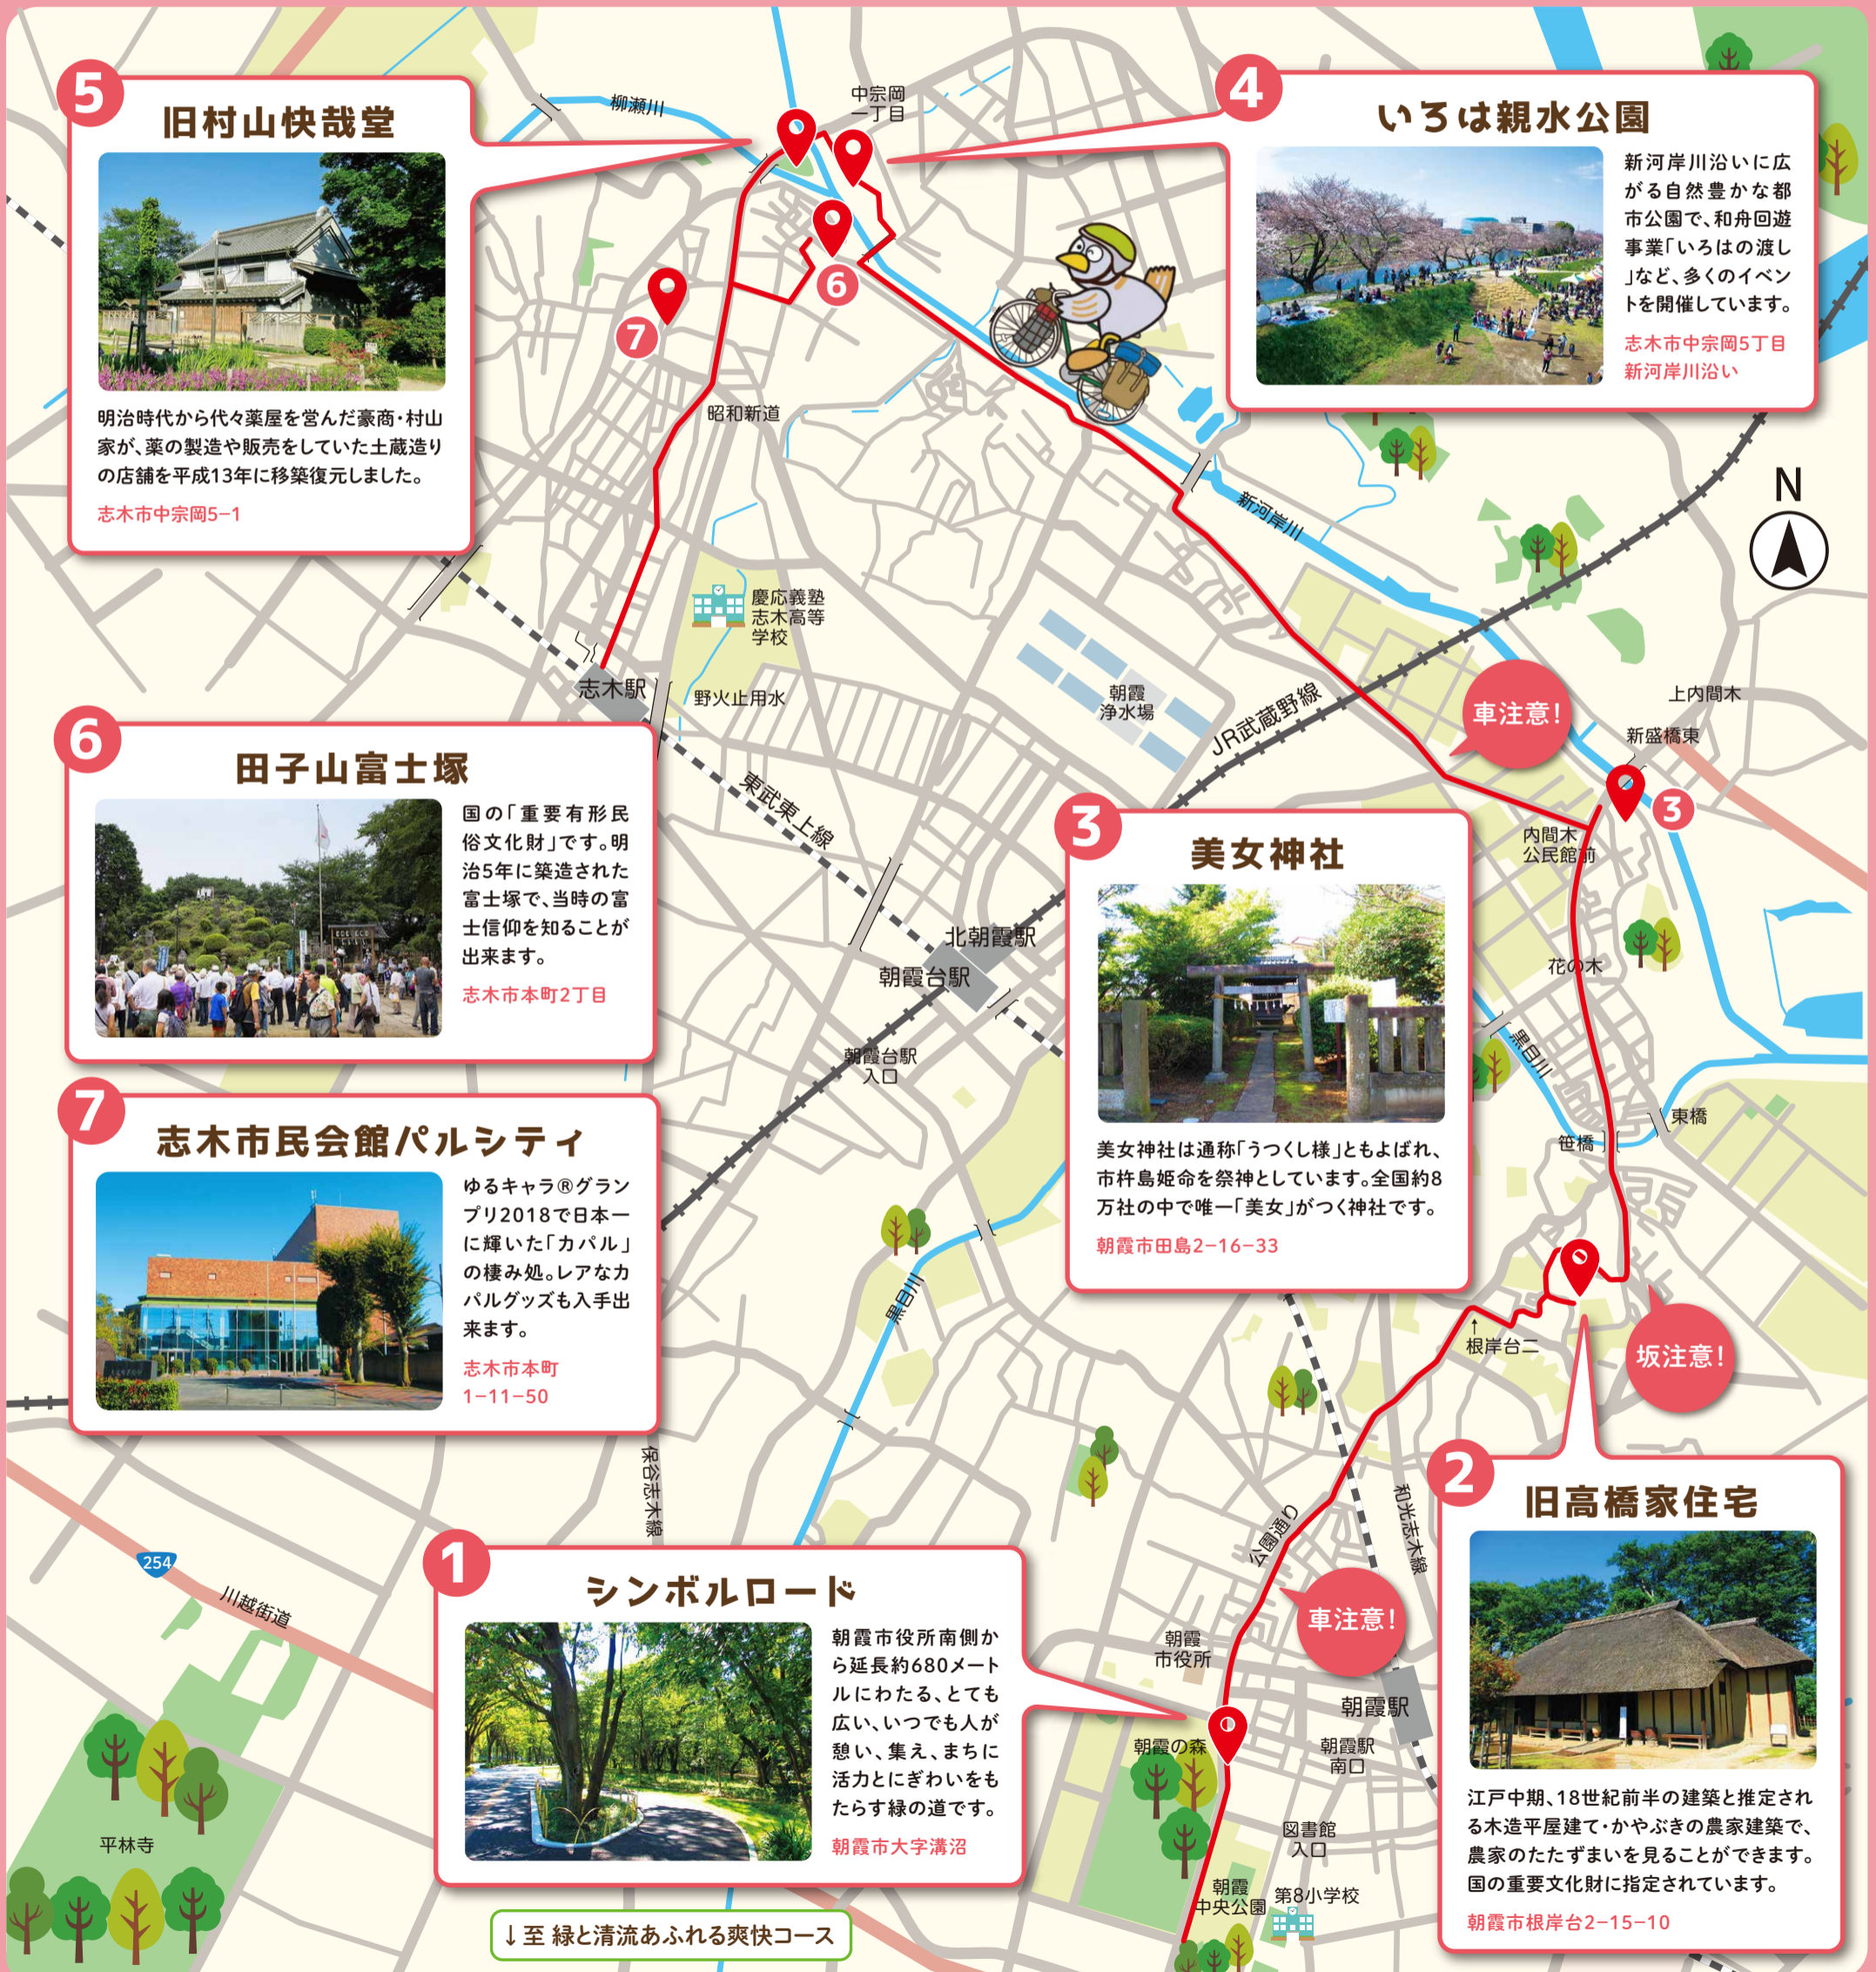 5
旧村山快哉堂
明治時代から代々薬屋を営んだ豪商・村山
家が、薬の製造や販売をしていた土蔵造り
の店舗を平成13年に移築復元しました。
志木市中宗岡5-1
4
いろは親水公園
新河岸川沿いに広
がる自然豊かな都
市公園で、和舟回遊
事業「いろはの渡し
」など、多くのイベン
トを開催しています。
志木市中宗岡5丁目
新河岸川沿い
柳瀬川
中宗岡
一丁目
6
7
昭和新道
新河岸川
N
慶応義塾
志木高等
学校
志木駅
野火止用水
朝霞
浄水場
JR武蔵野線
車注意!
上内間木
新盛橋東
3
内間木
公民館前
花の木
東武東上線
北朝霞駅
朝霞台駅
朝霞台駅
入口
6
田子山富士塚
国の「重要有形民
俗文化財」です。明
治5年に築造された
富士塚で、当時の富
士信仰を知ることが
出来ます。
志木市本町2丁目
3
美女神社
美女神社は通称「うつくし様」ともよばれ、
市杵島姫命を祭神としています。全国約8
万社の中で唯一「美女」がつく神社です。
朝霞市田島2-16-33
黒目川
東橋
笹橋
7
志木市民会館パルシティ
ゆるキャラ®グラン
プリ2018で日本一
に輝いた「カパル」
の棲み処。レアなカ
パルグッズも入手出
来ます。
志木市本町
1-11-50
黒目川
↑
根岸台二
坂注意!
保谷志木線
和光志木線
公園通り
254
川越街道
車注意!
朝霞
市役所
朝霞駅
朝霞駅
南口
朝霞の森
図書館
入口
朝霞
中央公園
第8小学校
平林寺
1
シンボルロード
朝霞市役所南側か
ら延長約680メート
ルにわたる、とても
広い、いつでも人が
憩い、集え、まちに
活力とにぎわいをも
たらす緑の道です。
朝霞市大字溝沼
↓至 緑と清流あふれる爽快コース
2
旧高橋家住宅
江戸中期、18世紀前半の建築と推定され
る木造平屋建て・かやぶきの農家建築で、
農家のたたずまいを見ることができます。
国の重要文化財に指定されています。
朝霞市根岸台2-15-10